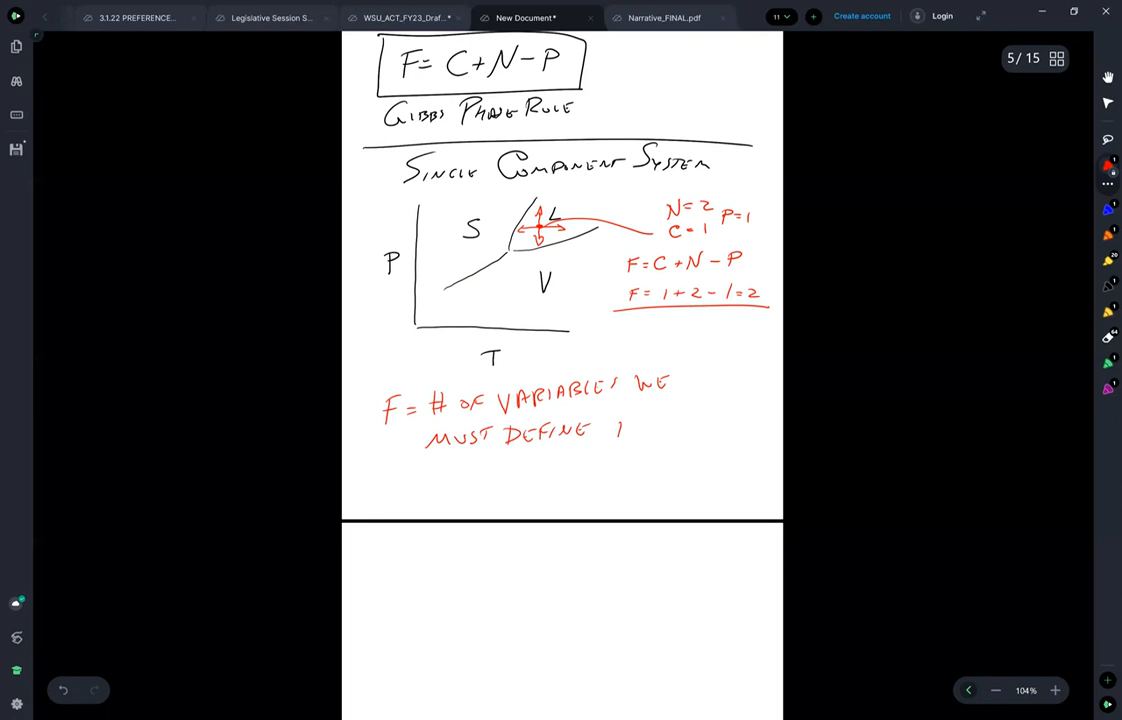 3.1.22 PREFERENCE...
Legislative Session S...
WSU_ACT_FY23_Draf...*
New Document*
Narrative_FINAL.pdf
11
Create account
Login
5/ 15
F= C+N-P
GIBBS PHASE RULE
SINGLE COMPONENT SYSTEM
S
L
V
P
T
N=2
C=1
P=1
F=C+N-P
F= 1+2-1=2
F= # OF VARIABLES WE
MUST DEFINE I
104%